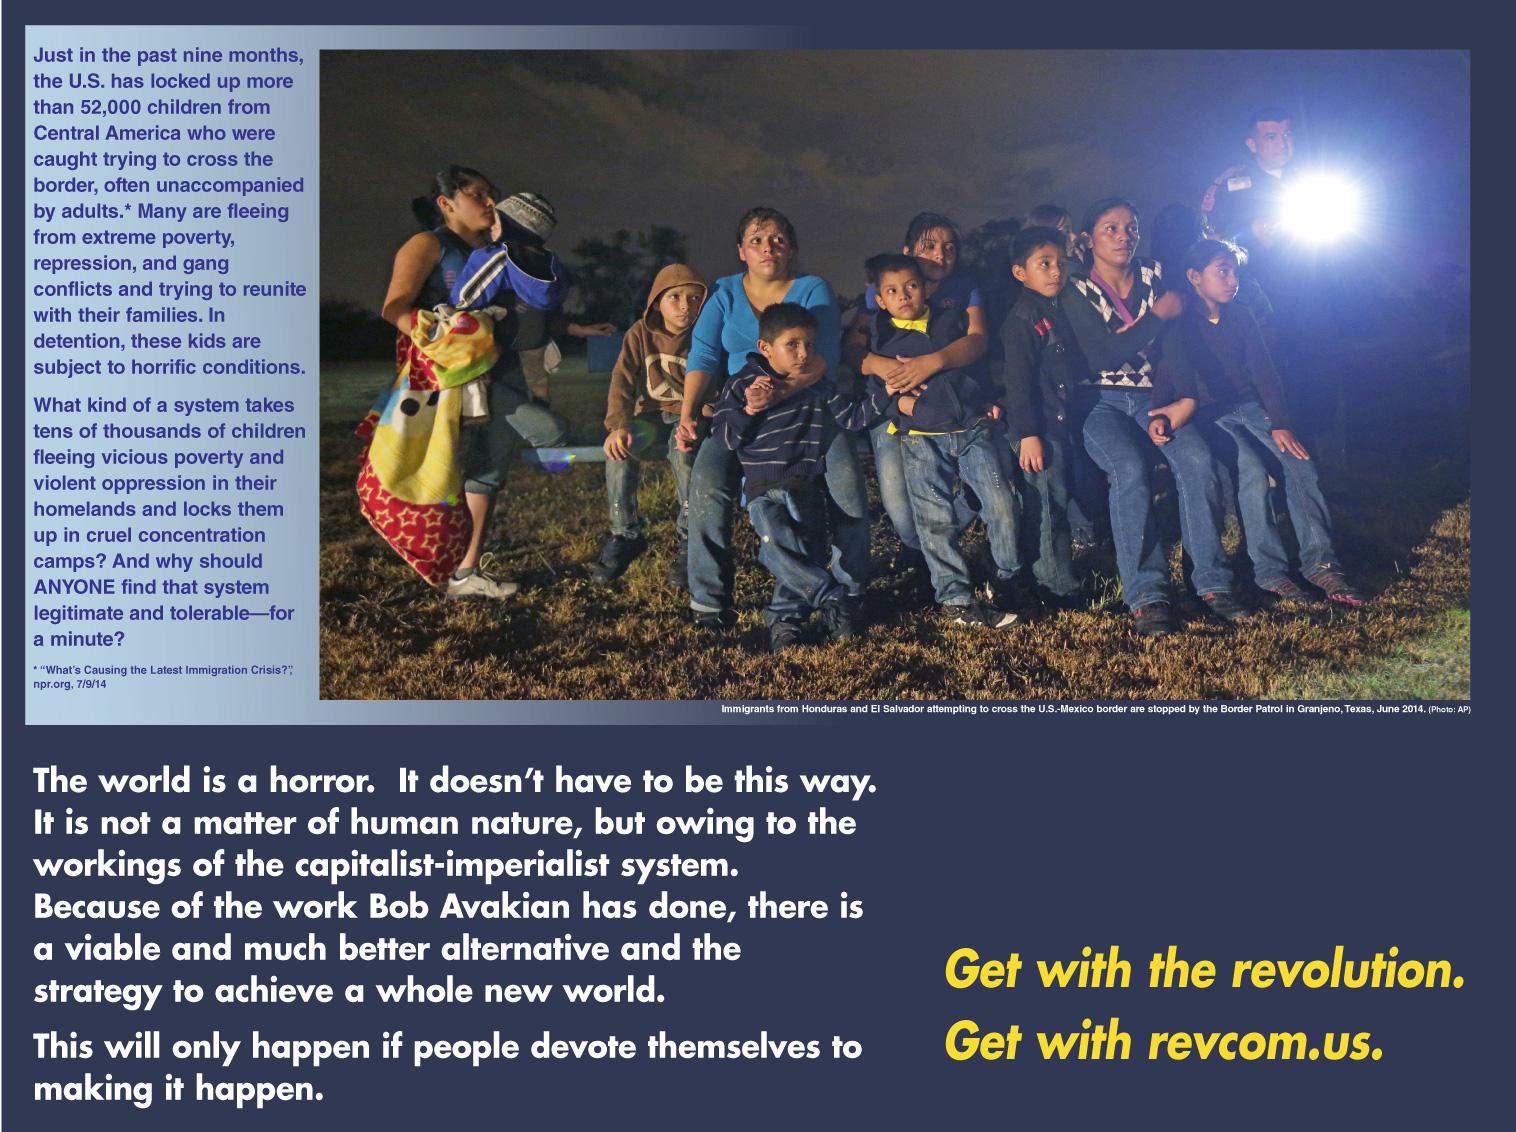 Just in the past nine months,
the U.S. has locked up more
than 52,000 children from
Central America who were
caught trying to cross the
border, often unaccompanied
by adults.* Many are fleeing
from extreme poverty,
repression, and gang
conflicts and trying to reunite
with their families. In
detention, these kids are
subject to horrific conditions.
What kind of a system takes
tens of thousands of children
fleeing vicious poverty and
violent oppression in their
homelands and locks them
up in cruel concentration
camps? And why should
ANYONE find that system
legitimate and tolerable—for
a minute?
* “What’s Causing the Latest Immigration Crisis?”,
npr.org, 7/9/14
Immigrants from Honduras and El Salvador attempting to cross the U.S.-Mexico border are stopped by the Border Patrol in Granjeno, Texas, June 2014. (Photo: AP)
The world is a horror.  It doesn’t have to be this way.
It is not a matter of human nature, but owing to the
workings of the capitalist-imperialist system.
Because of the work Bob Avakian has done, there is
a viable and much better alternative and the
strategy to achieve a whole new world.
This will only happen if people devote themselves to
making it happen.
Get with the revolution.
Get with revcom.us.